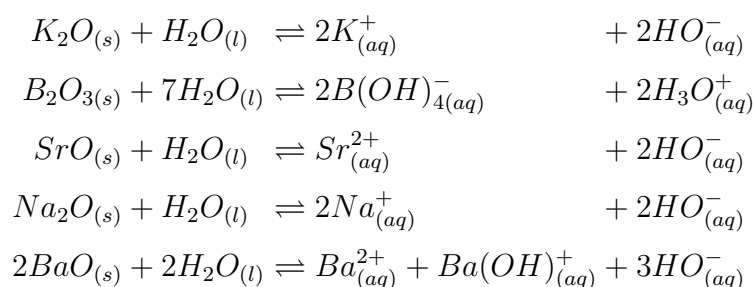 K₂O₍ₛ₎ + H₂O₍ₗ₎ ⇌ 2K⁺₍aq₎ + 2HO⁻₍aq₎
B₂O₃₍ₛ₎ + 7H₂O₍ₗ₎ ⇌ 2B(OH)₄⁻₍aq₎ + 2H₃O⁺₍aq₎
SrO₍ₛ₎ + H₂O₍ₗ₎ ⇌ Sr²⁺₍aq₎ + 2HO⁻₍aq₎
Na₂O₍ₛ₎ + H₂O₍ₗ₎ ⇌ 2Na⁺₍aq₎ + 2HO⁻₍aq₎
2BaO₍ₛ₎ + 2H₂O₍ₗ₎ ⇌ Ba²⁺₍aq₎ + Ba(OH)⁺₍aq₎ + 3HO⁻₍aq₎